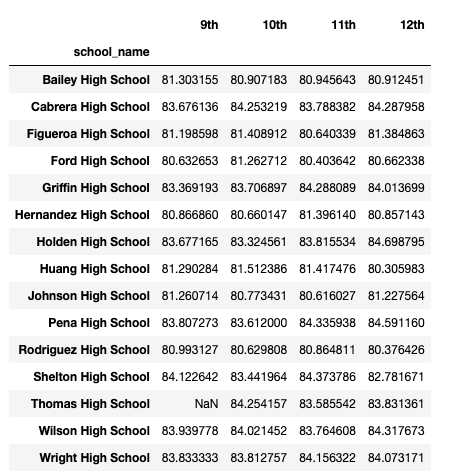 9th 10th 11th 12th
school_name
Bailey High School 81.303155 80.907183 80.945643 80.912451
Cabrera High School 83.676136 84.253219 83.788382 84.287958
Figueroa High School 81.198598 81.408912 80.640339 81.384863
Ford High School 80.632653 81.262712 80.403642 80.662338
Griffin High School 83.369193 83.706897 84.288089 84.013699
Hernandez High School 80.866860 80.660147 81.396140 80.857143
Holden High School 83.677165 83.324561 83.815534 84.698795
Huang High School 81.290284 81.512386 81.417476 80.305983
Johnson High School 81.260714 80.773431 80.616027 81.227564
Pena High School 83.807273 83.612000 84.335938 84.591160
Rodriguez High School 80.993127 80.629808 80.864811 80.376426
Shelton High School 84.122642 83.441964 84.373786 82.781671
Thomas High School NaN 84.254157 83.585542 83.831361
Wilson High School 83.939778 84.021452 83.764608 84.317673
Wright High School 83.833333 83.812757 84.156322 84.073171